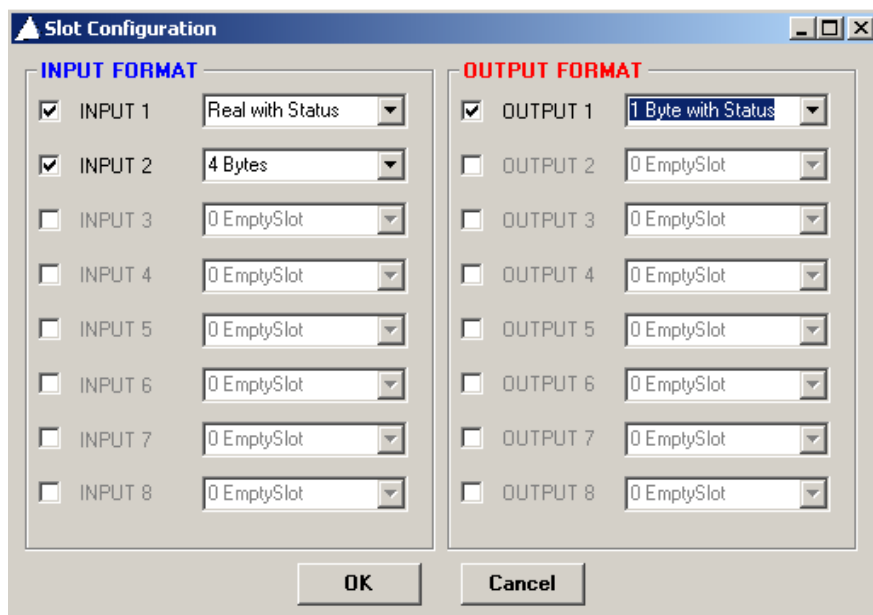 Slot Configuration
INPUT FORMAT
INPUT 1 Real with Status
INPUT 2 4 Bytes
INPUT 3 0 EmptySlot
INPUT 4 0 EmptySlot
INPUT 5 0 EmptySlot
INPUT 6 0 EmptySlot
INPUT 7 0 EmptySlot
INPUT 8 0 EmptySlot
OUTPUT FORMAT
OUTPUT 1 1 Byte with Status
OUTPUT 2 0 EmptySlot
OUTPUT 3 0 EmptySlot
OUTPUT 4 0 EmptySlot
OUTPUT 5 0 EmptySlot
OUTPUT 6 0 EmptySlot
OUTPUT 7 0 EmptySlot
OUTPUT 8 0 EmptySlot
OK Cancel